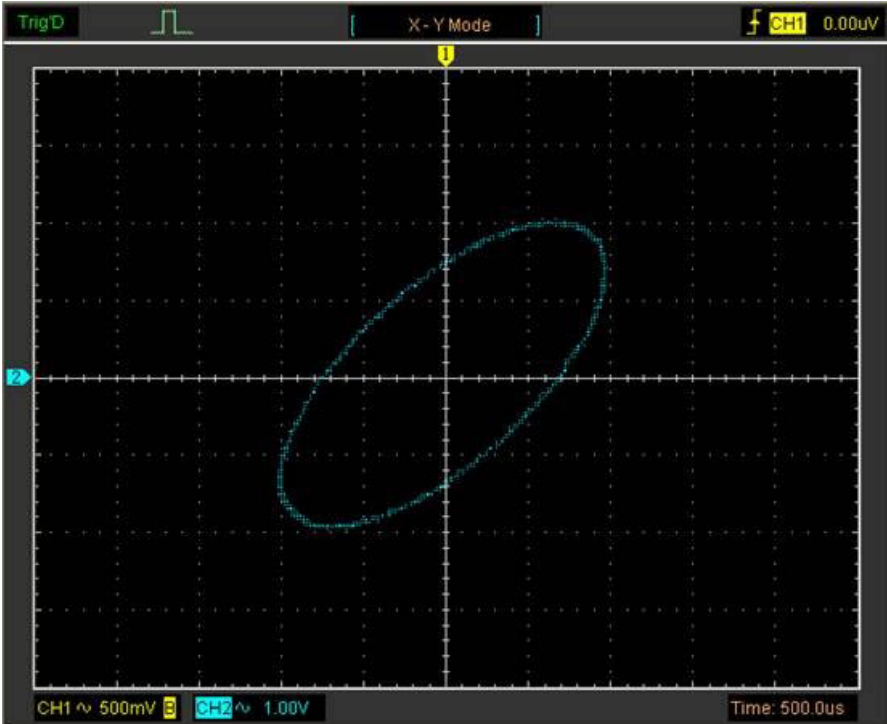 Trig'D [ X - Y Mode ] CH1 0.00uV
1
2
CH1 ∿ 500mV B CH2 ∿ 1.00V Time: 500.0us